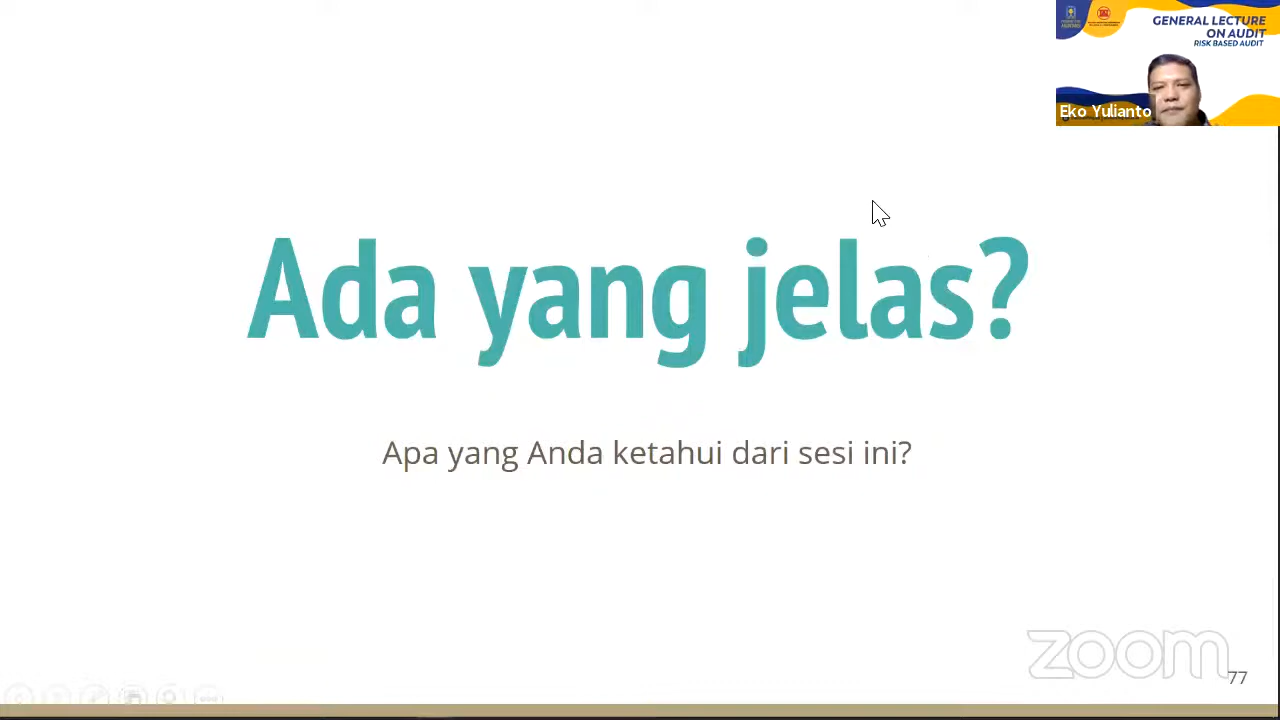 GENERAL LECTURE
ON AUDIT
RISK BASED AUDIT
Eko Yulianto
Ada yang jelas?
Apa yang Anda ketahui dari sesi ini?
zoom
77